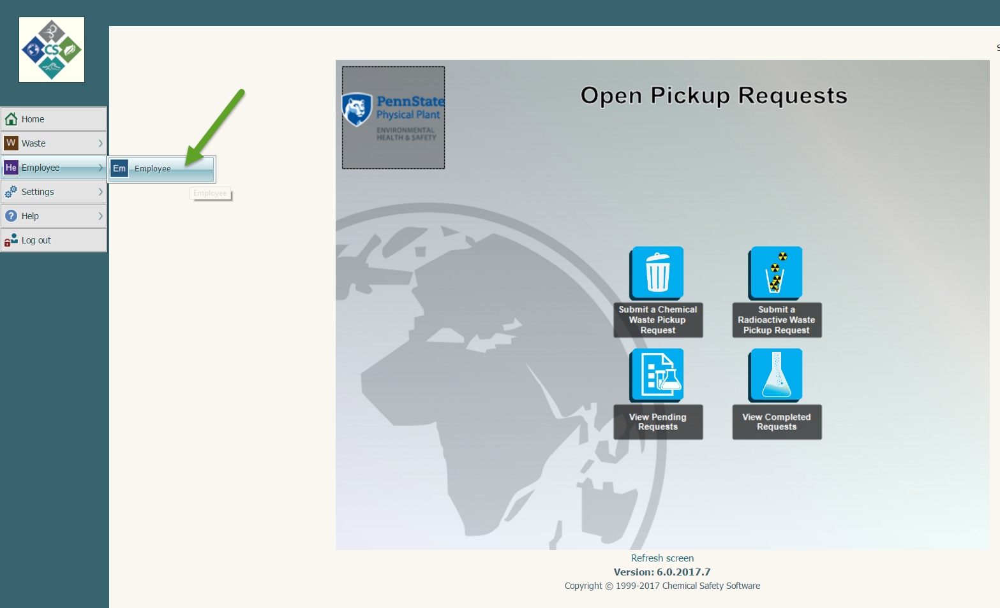 CS
Home
W Waste
He Employee
Settings
? Help
Log out
Em Employee
Employee
S
PennState
Physical Plant
ENVIRONMENTAL
HEALTH & SAFETY
Open Pickup Requests
Submit a Chemical
Waste Pickup
Request
Submit a
Radioactive Waste
Pickup Request
View Pending
Requests
View Completed
Requests
Refresh screen
Version: 6.0.2017.7
Copyright © 1999-2017 Chemical Safety Software